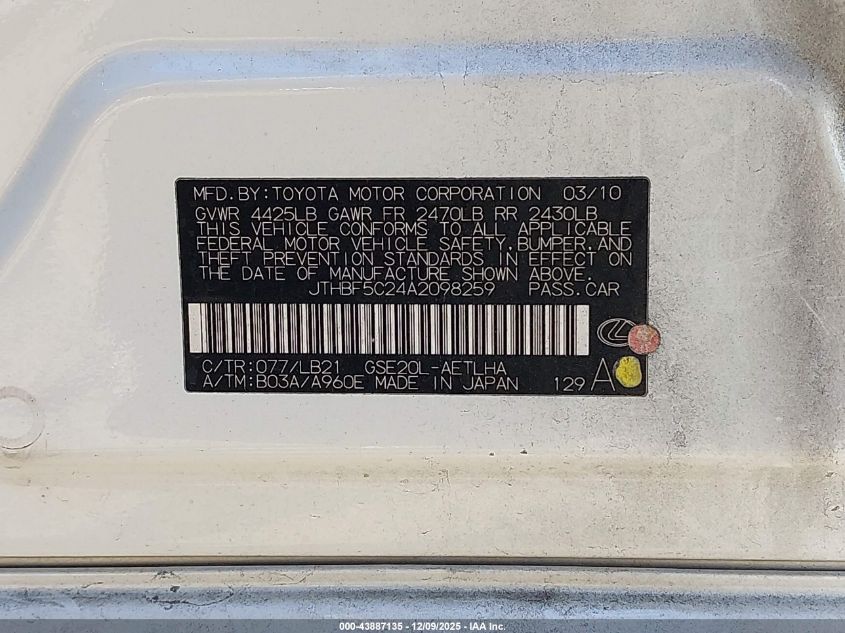 MFD.BY:TOYOTA MOTOR CORPORATION 03/10
GVWR 4425LB GAWR FR 2470LB RR 2430LB
THIS VEHICLE CONFORMS TO ALL APPLICABLE
FEDERAL MOTOR VEHICLE SAFETY,BUMPER,AND
THEFT PREVENTION STANDARDS IN EFFECT ON
THE DATE OF MANUFACTURE SHOWN ABOVE.
JTHBF5C24A2098259 PASS.CAR
C/TR:077/LB21 GSE20L-AETLHA
A/TM:B03A/A960E MADE IN JAPAN 129 A
000-43887135 - 12/09/2025 - IAA Inc.